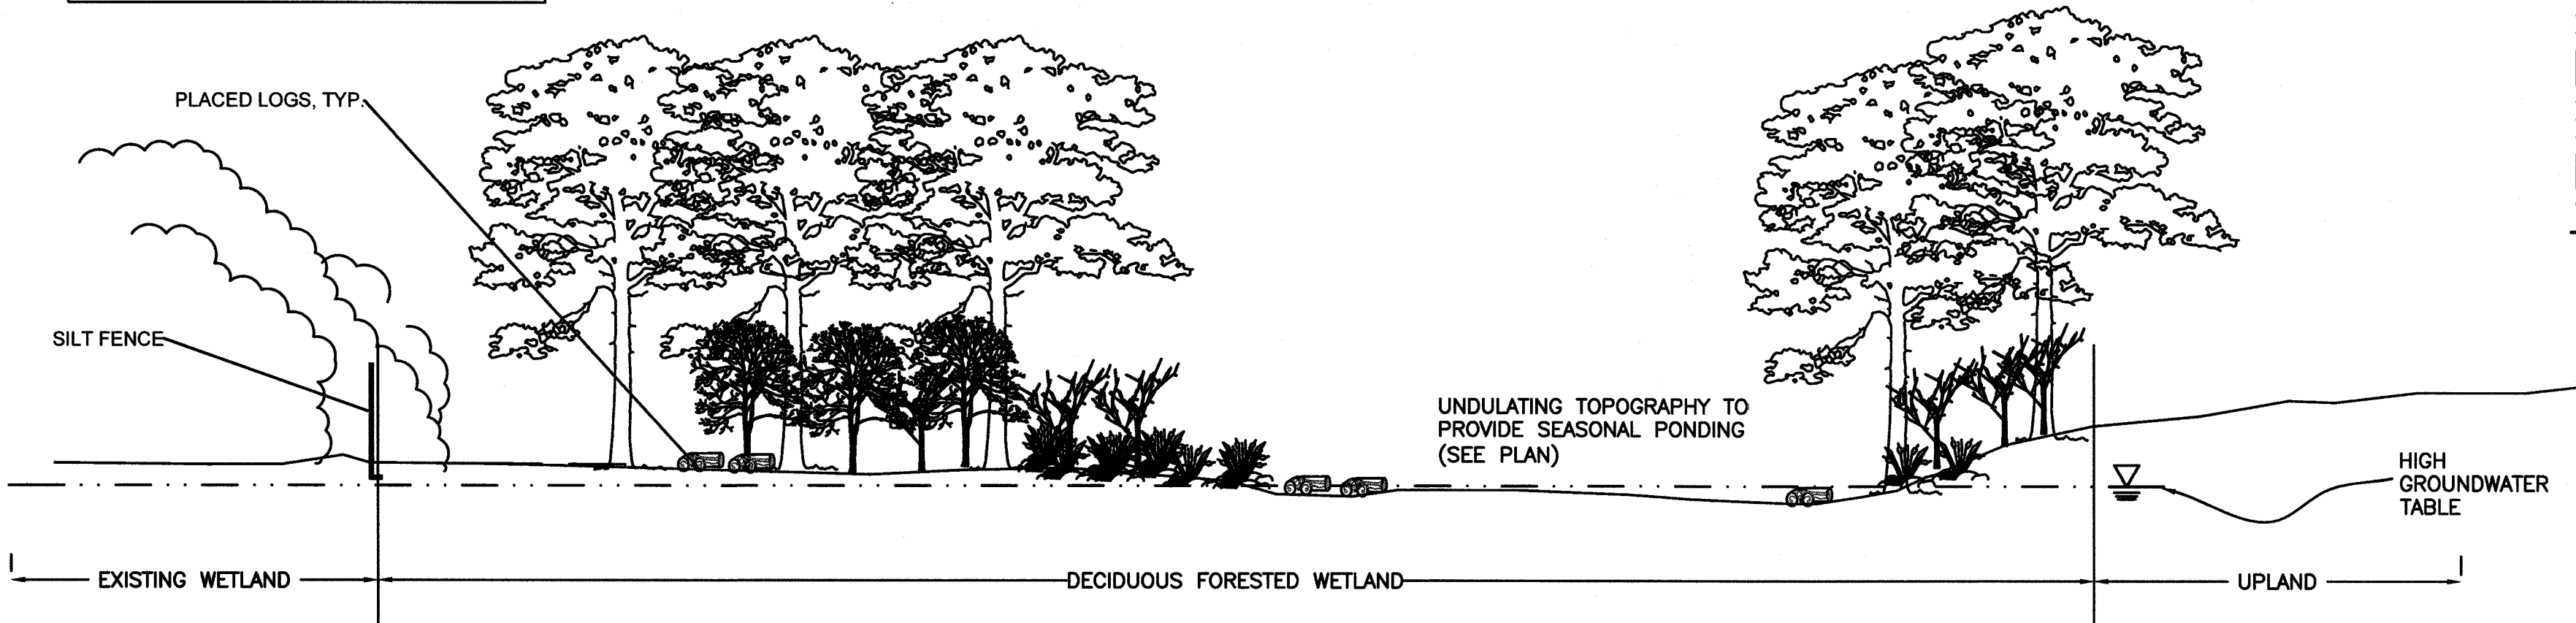 PLACED LOGS, TYP.
SILT FENCE
UNDULATING TOPOGRAPHY TO
PROVIDE SEASONAL PONDING
(SEE PLAN)
HIGH
GROUNDWATER
TABLE
EXISTING WETLAND
DECIDUOUS FORESTED WETLAND
UPLAND